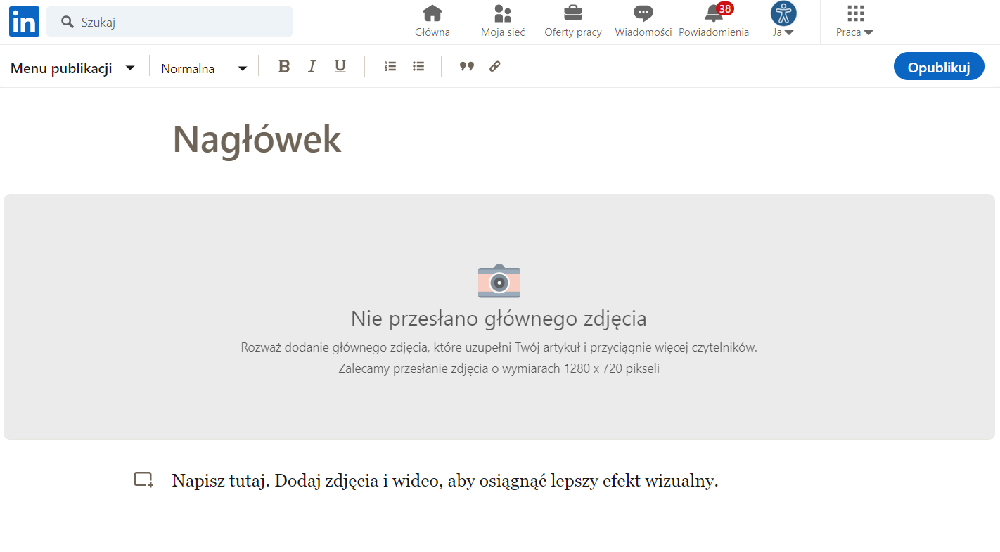 in
Szukaj
Główna
Moja sieć
Oferty pracy
Wiadomości
38
Powiadomienia
Ja
Praca
Menu publikacji
Normalna
B I U
Opublikuj
Nagłówek
Nie przesłano głównego zdjęcia
Rozważ dodanie głównego zdjęcia, które uzupełni Twój artykuł i przyciągnie więcej czytelników.
Zalecamy przesłanie zdjęcia o wymiarach 1280 x 720 pikseli
Napisz tutaj. Dodaj zdjęcia i wideo, aby osiągnąć lepszy efekt wizualny.